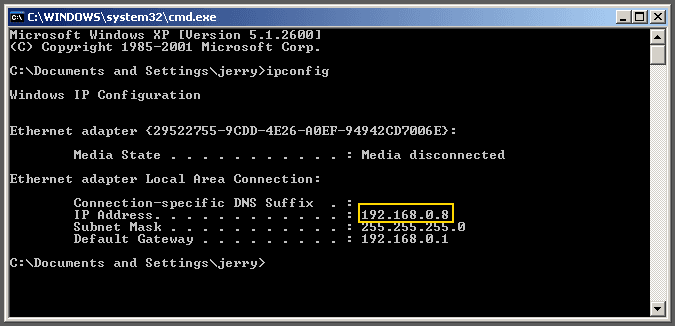 C:\WINDOWS\system32\cmd.exe
Microsoft Windows XP [Version 5.1.2600]
(C) Copyright 1985-2001 Microsoft Corp.
C:\Documents and Settings\jerry>ipconfig
Windows IP Configuration
Ethernet adapter {29522755-9CDD-4E26-A0EF-94942CD7006E}:
Media State . . . . . . . . . . . : Media disconnected
Ethernet adapter Local Area Connection:
Connection-specific DNS Suffix  . :
IP Address. . . . . . . . . . . . : 192.168.0.8
Subnet Mask . . . . . . . . . . . : 255.255.255.0
Default Gateway . . . . . . . . . : 192.168.0.1
C:\Documents and Settings\jerry>